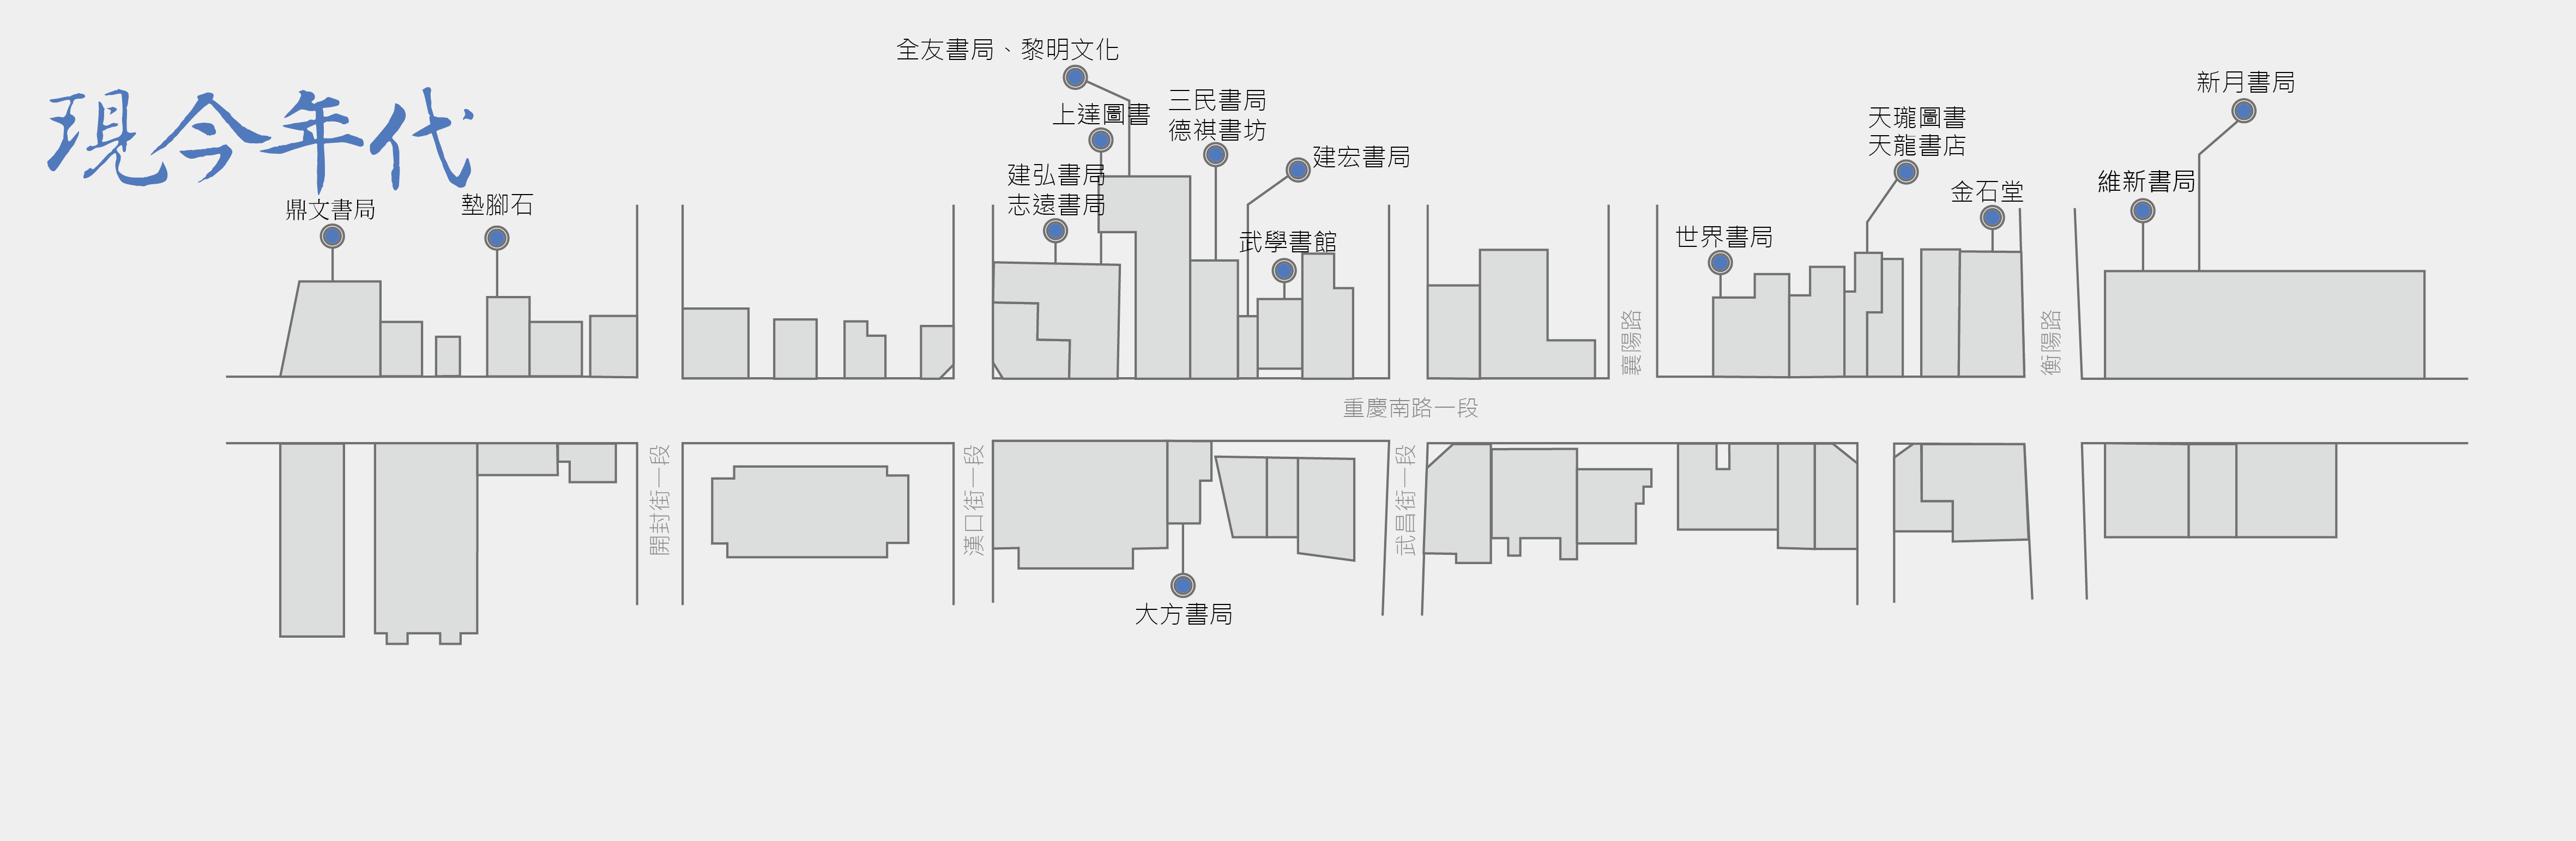 現今年代
全友書局、黎明文化
上達圖書
三民書局
德祺書坊
建宏書局
建弘書局
志遠書局
武學書館
鼎文書局
墊腳石
天瓏圖書
天龍書店
新月書局
維新書局
金石堂
世界書局
襄陽路
衡陽路
重慶南路一段
開封街一段
漢口街一段
武昌街一段
大方書局